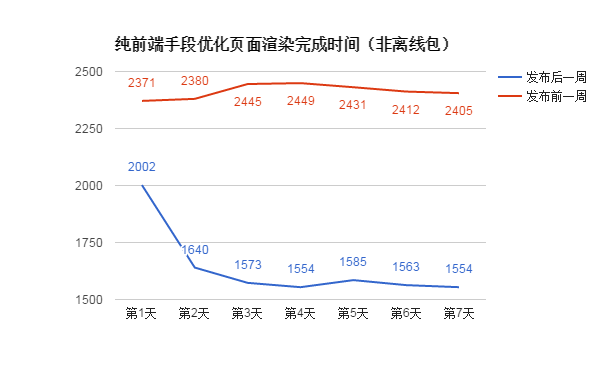 纯前端手段优化页面渲染完成时间（非离线包）
2500
2250
2000
1750
1500
2371
2380
2445
2449
2431
2412
2405
2002
1640
1573
1554
1585
1563
1554
第1天
第2天
第3天
第4天
第5天
第6天
第7天
发布后一周
发布前一周